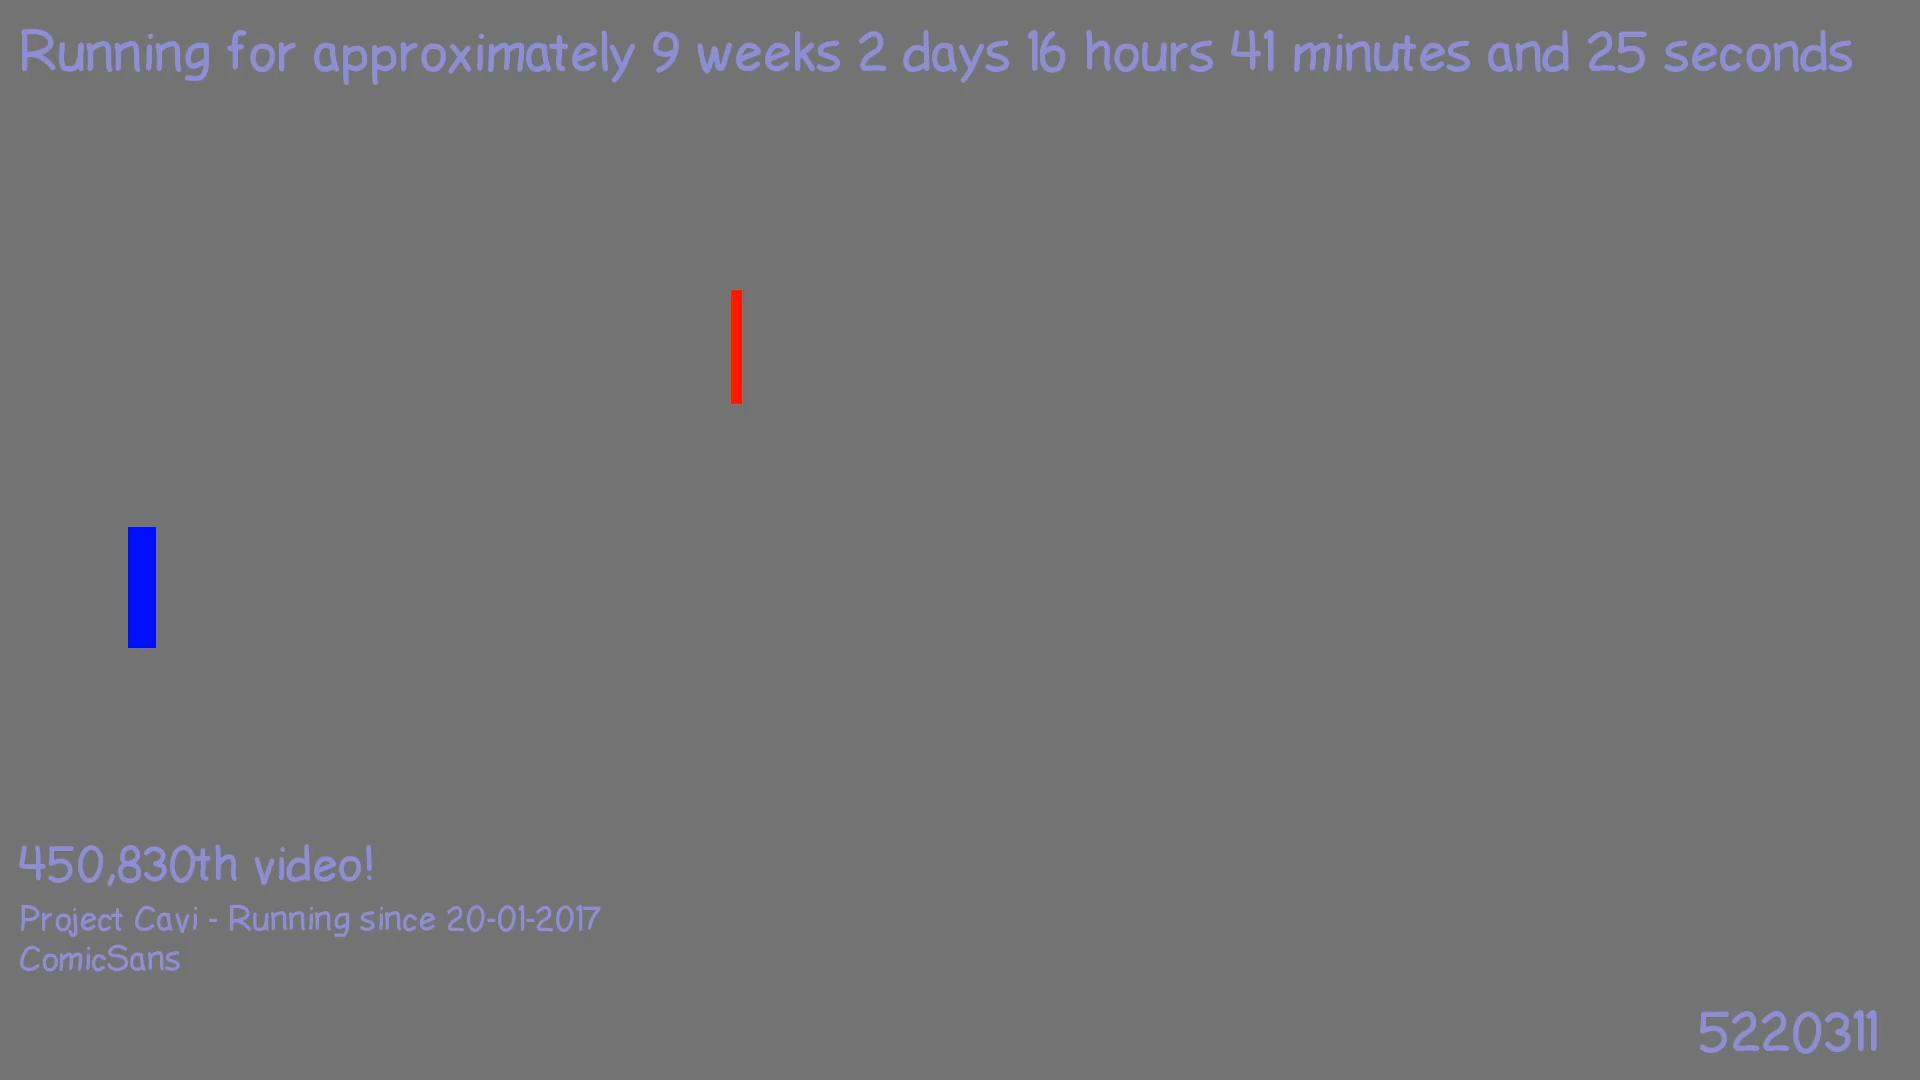 Running for approximately 9 weeks 2 days 16 hours 41 minutes and 25 seconds
450,830th video!
Project Cavi - Running since 20-01-2017
ComicSans
5220311